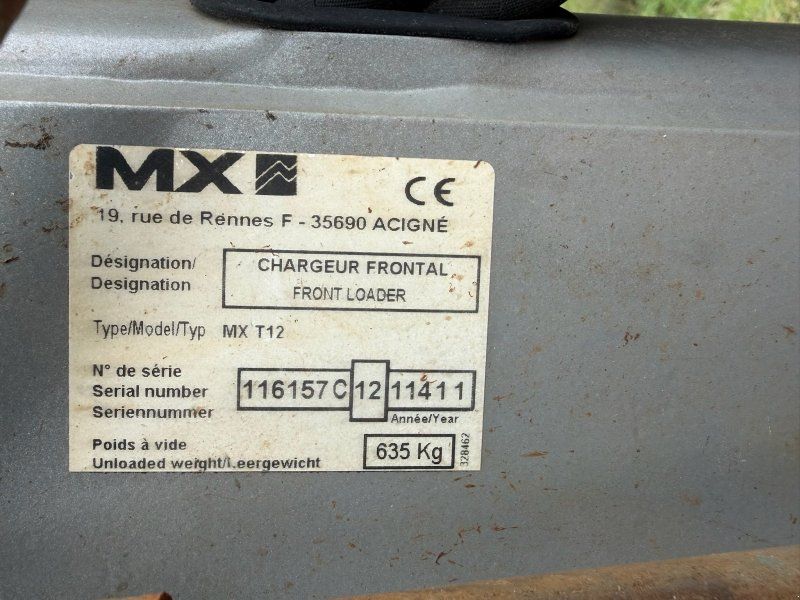 MX CE
19, rue de Rennes F - 35690 ACIGNÉ
Désignation/
Designation
CHARGEUR FRONTAL
FRONT LOADER
Type/Model/Typ MX T12
N° de série
Serial number
Seriennummer
116157C 12 11411
Année/Year
Poids à vide
Unloaded weight/Leergewicht
635 Kg
328462